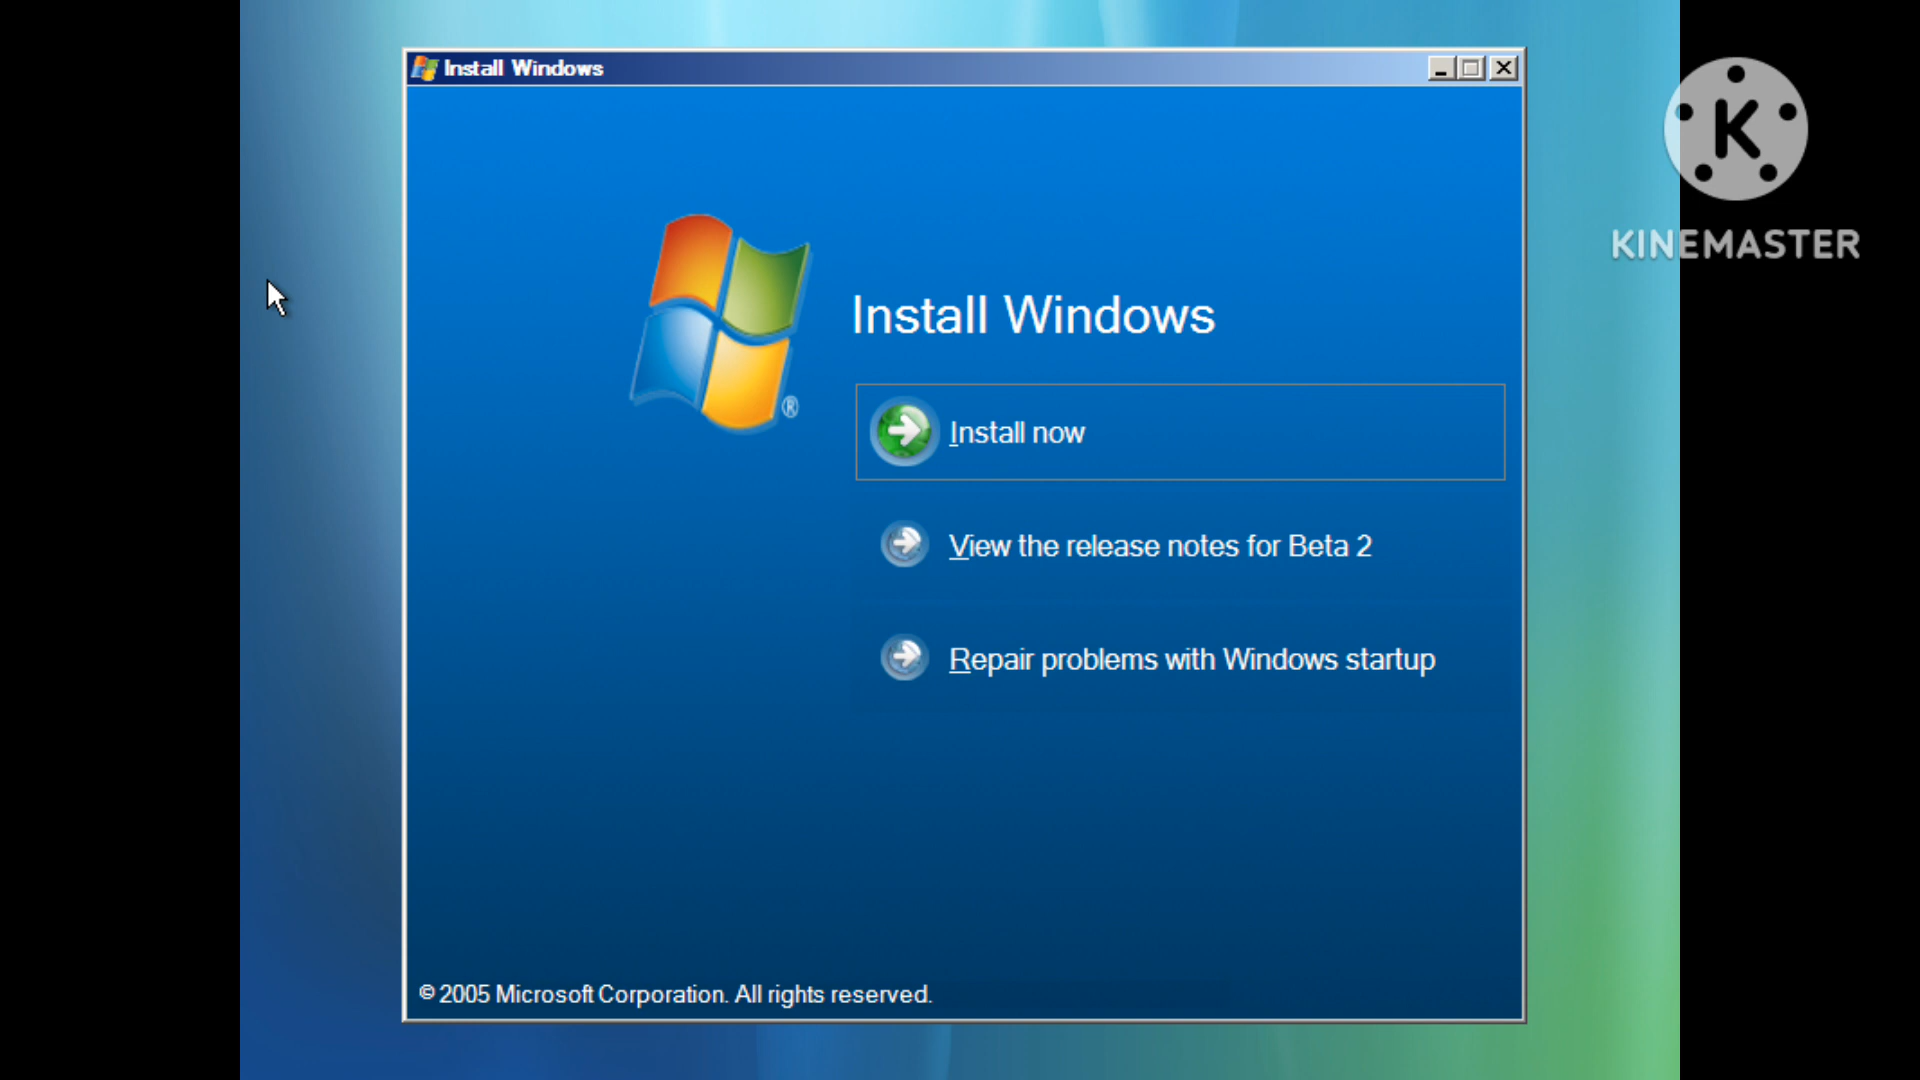 Install Windows
K
KINEMASTER
Install Windows
®
Install now
View the release notes for Beta 2
Repair problems with Windows startup
© 2005 Microsoft Corporation. All rights reserved.